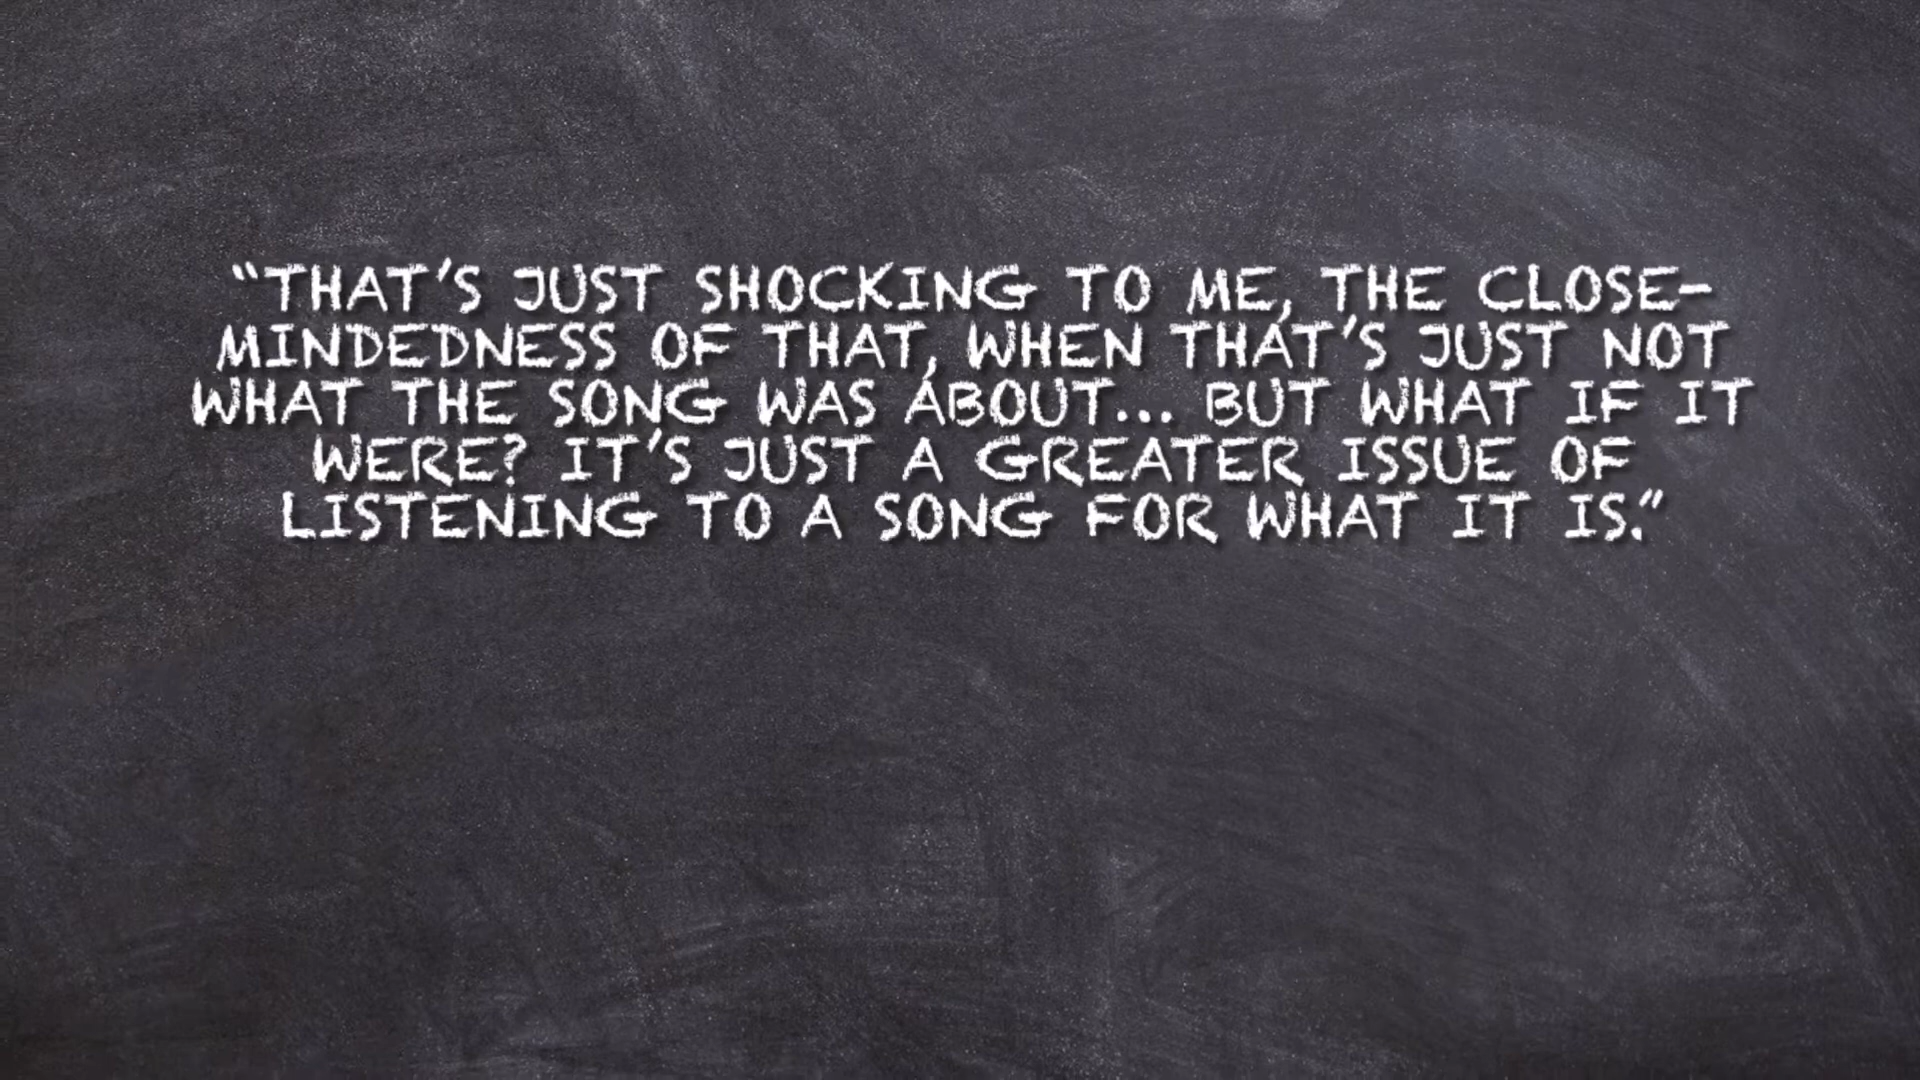 “THAT’S JUST SHOCKING TO ME, THE CLOSE-
MINDEDNESS OF THAT, WHEN THAT’S JUST NOT
WHAT THE SONG WAS ABOUT... BUT WHAT IF IT
WERE? IT’S JUST A GREATER ISSUE OF
LISTENING TO A SONG FOR WHAT IT IS.”